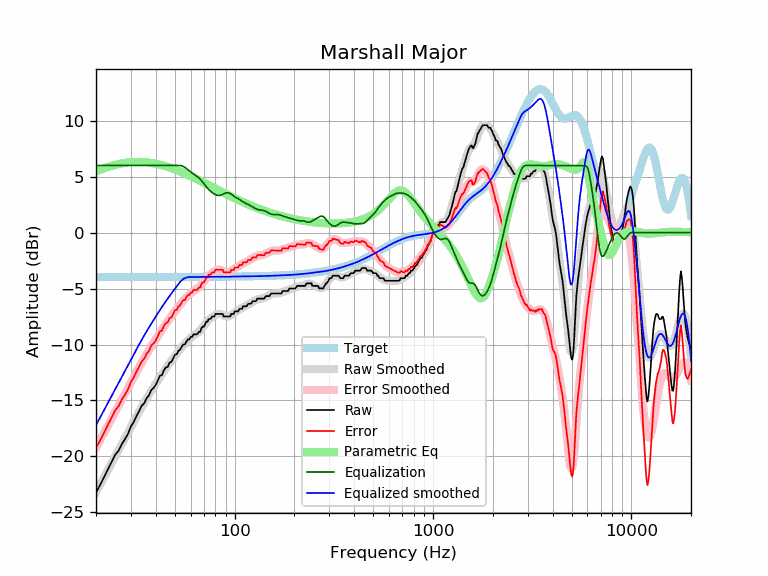 Marshall Major
10
5
0
−5
−10
−15
−20
−25
Amplitude (dBr)
Target
Raw Smoothed
Error Smoothed
Raw
Error
Parametric Eq
Equalization
Equalized smoothed
100
1000
10000
Frequency (Hz)